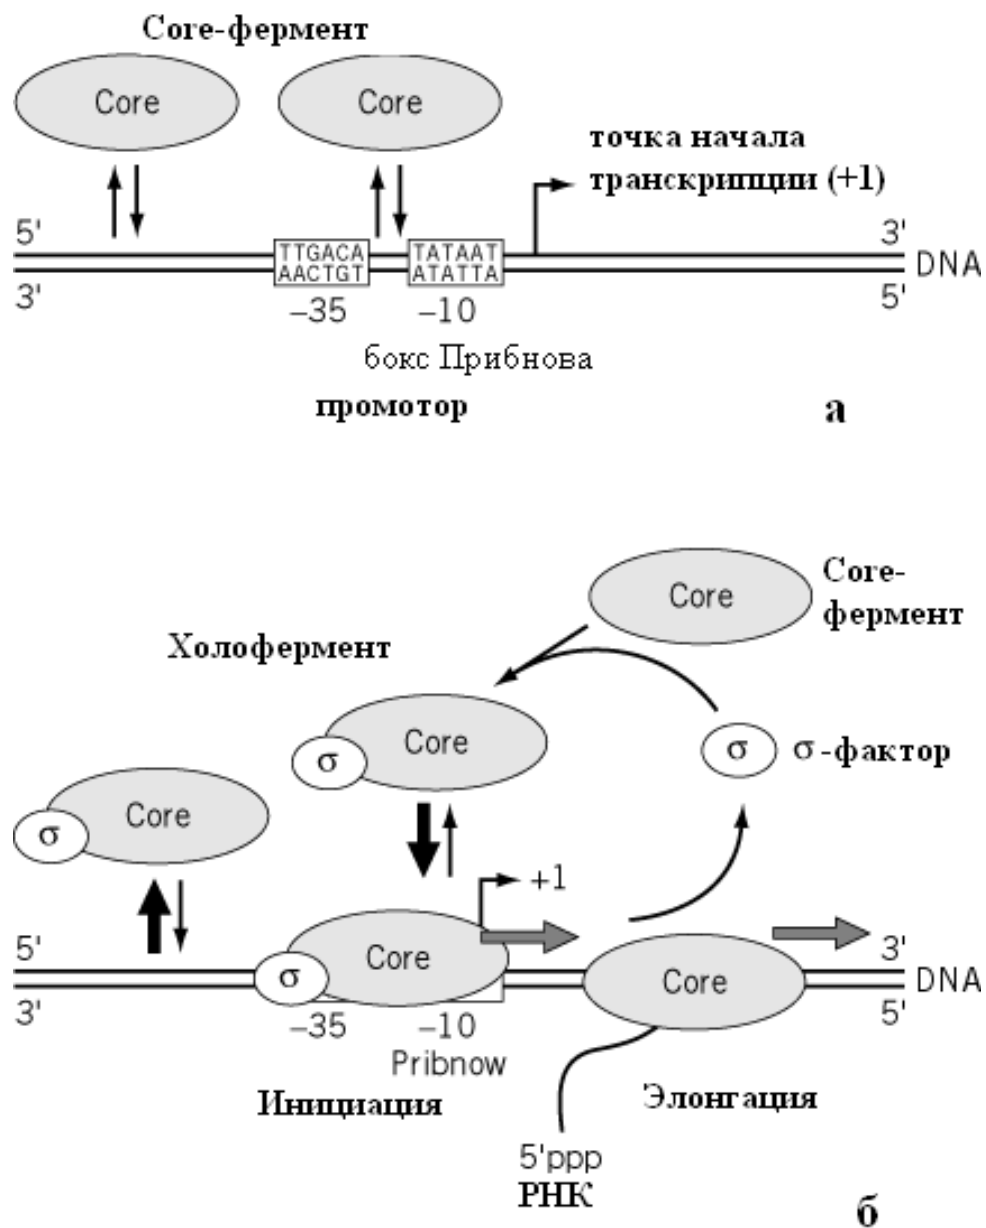 Core-фермент
Core
Core
точка начала
транскрипции (+1)
5'
3'
TTGACA
TATAAT
DNA
AACTGT
ATATTA
3'
5'
–35
–10
бокс Прибнова
промотор
а
Core
Core-
фермент
Холофермент
σ
Core
σ
σ-фактор
σ
Core
+1
5'
3'
σ
Core
Core
DNA
3'
5'
–35
–10
Pribnow
Инициация
Элонгация
5'ppp
РНК
б